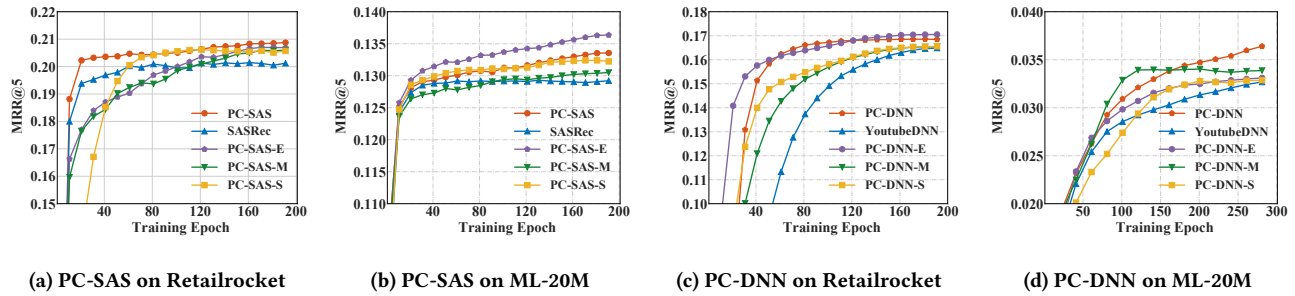 MRR@5
0.21
0.20
0.19
0.18
0.17
0.16
0.15
40 80 120 160 200
Training Epoch
PC-SAS
SASRec
PC-SAS-E
PC-SAS-M
PC-SAS-S
(a) PC-SAS on Retailrocket
MRR@5
0.140
0.135
0.130
0.125
0.120
0.115
0.110
40 80 120 160 200
Training Epoch
PC-SAS
SASRec
PC-SAS-E
PC-SAS-M
PC-SAS-S
(b) PC-SAS on ML-20M
MRR@5
0.18
0.17
0.16
0.15
0.14
0.13
0.12
0.11
0.10
40 80 120 160 200
Training Epoch
PC-DNN
YoutubeDNN
PC-DNN-E
PC-DNN-M
PC-DNN-S
(c) PC-DNN on Retailrocket
MRR@5
0.040
0.035
0.030
0.025
0.020
50 100 150 200 250 300
Training Epoch
PC-DNN
YoutubeDNN
PC-DNN-E
PC-DNN-M
PC-DNN-S
(d) PC-DNN on ML-20M